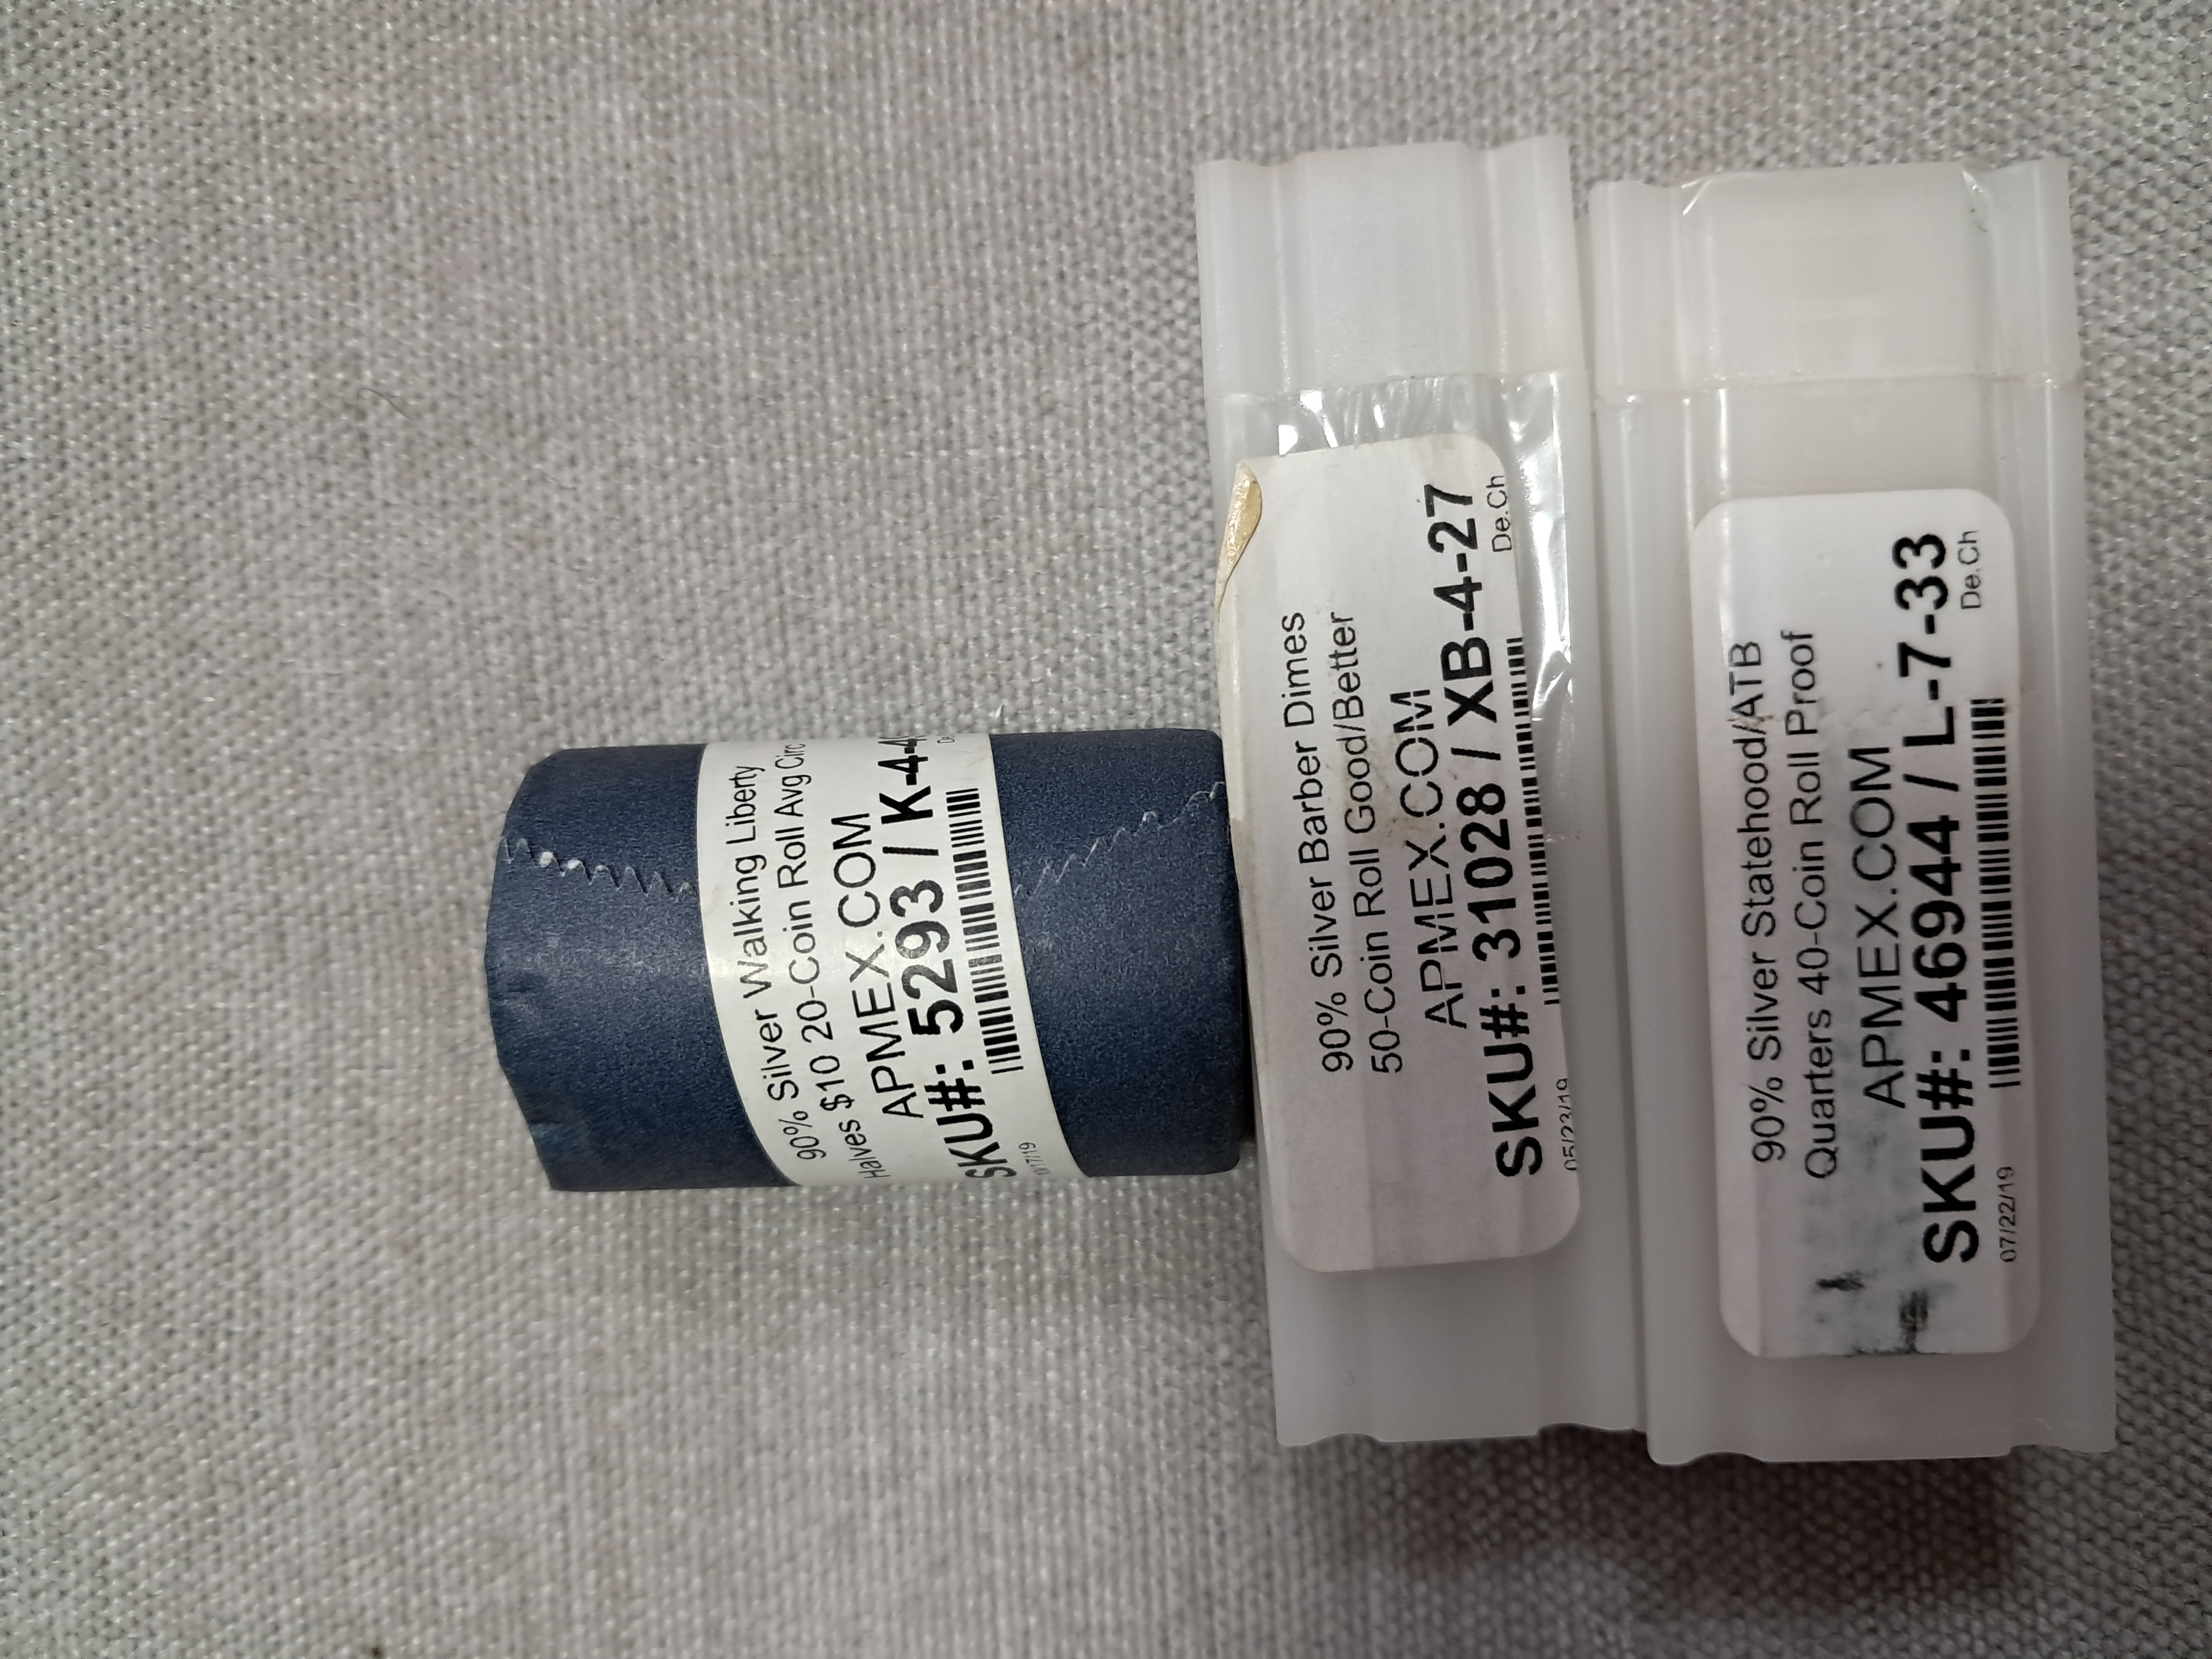 90% Silver Walking Liberty
Halves $10 20-Coin Roll Avg Circ
APMEX.COM
SKU#: 5293 / K-4-4
90% Silver Barber Dimes
50-Coin Roll Good/Better
APMEX.COM
SKU#: 31028 / XB-4-27
05/23/19 De.Ch
90% Silver Statehood/ATB
Quarters 40-Coin Roll Proof
APMEX.COM
SKU#: 46944 / L-7-33
07/22/19 De.Ch